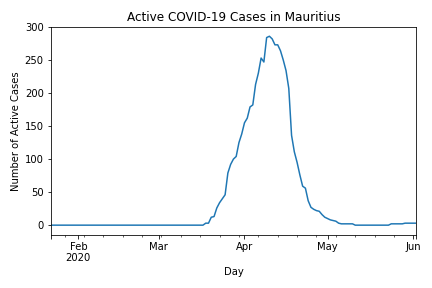 Active COVID-19 Cases in Mauritius
Number of Active Cases
300
250
200
150
100
50
0
Feb
2020
Mar
Apr
May
Jun
Day